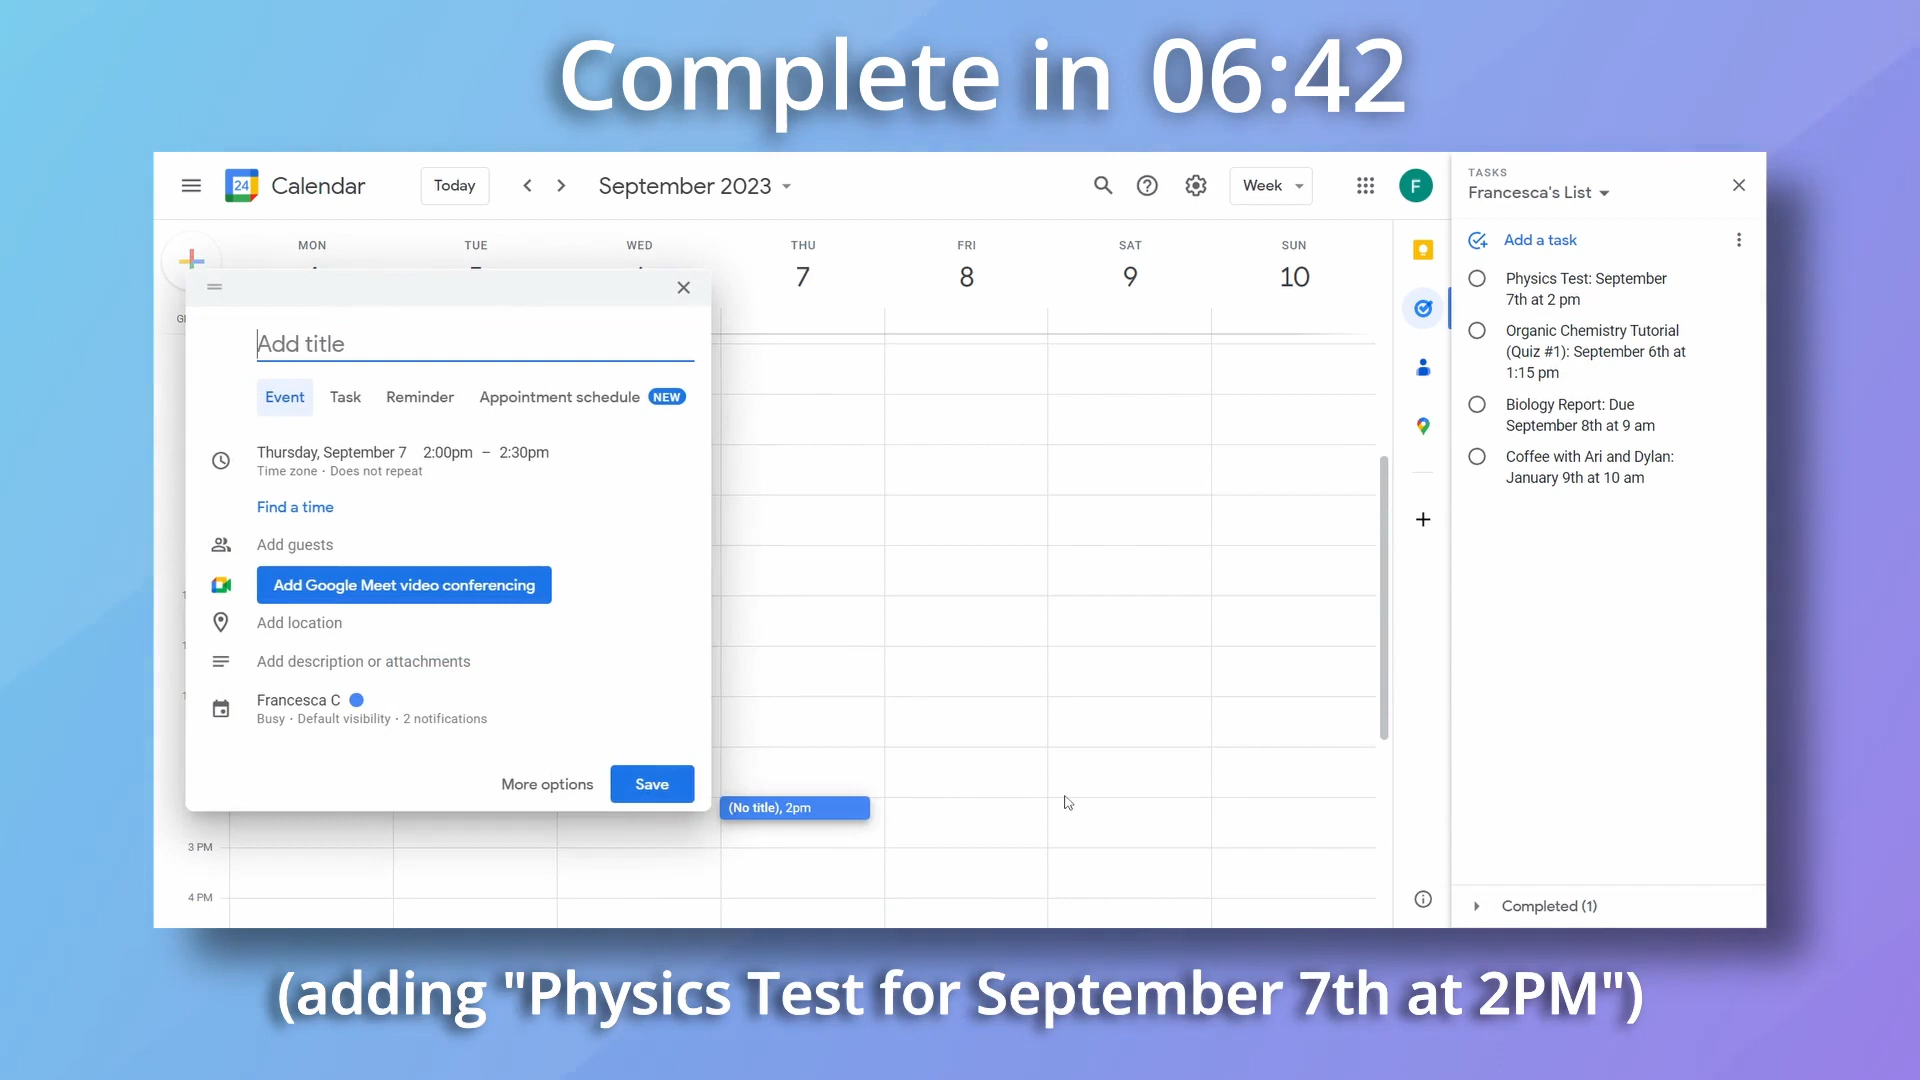 Complete in 06:42
24
Calendar
Today
September 2023
Week
F
TASKS
Francesca's List
MON
TUE
WED
THU
FRI
SAT
SUN
7
8
9
10
Add a task
Physics Test: September
7th at 2 pm
Organic Chemistry Tutorial
(Quiz #1): September 6th at
1:15 pm
Biology Report: Due
September 8th at 9 am
Coffee with Ari and Dylan:
January 9th at 10 am
Completed (1)
Add title
Event
Task
Reminder
Appointment schedule NEW
Thursday, September 7 2:00pm – 2:30pm
Time zone · Does not repeat
Find a time
Add guests
Add Google Meet video conferencing
Add location
Add description or attachments
Francesca C
Busy · Default visibility · 2 notifications
More options
Save
(No title), 2pm
3 PM
4 PM
(adding "Physics Test for September 7th at 2PM")